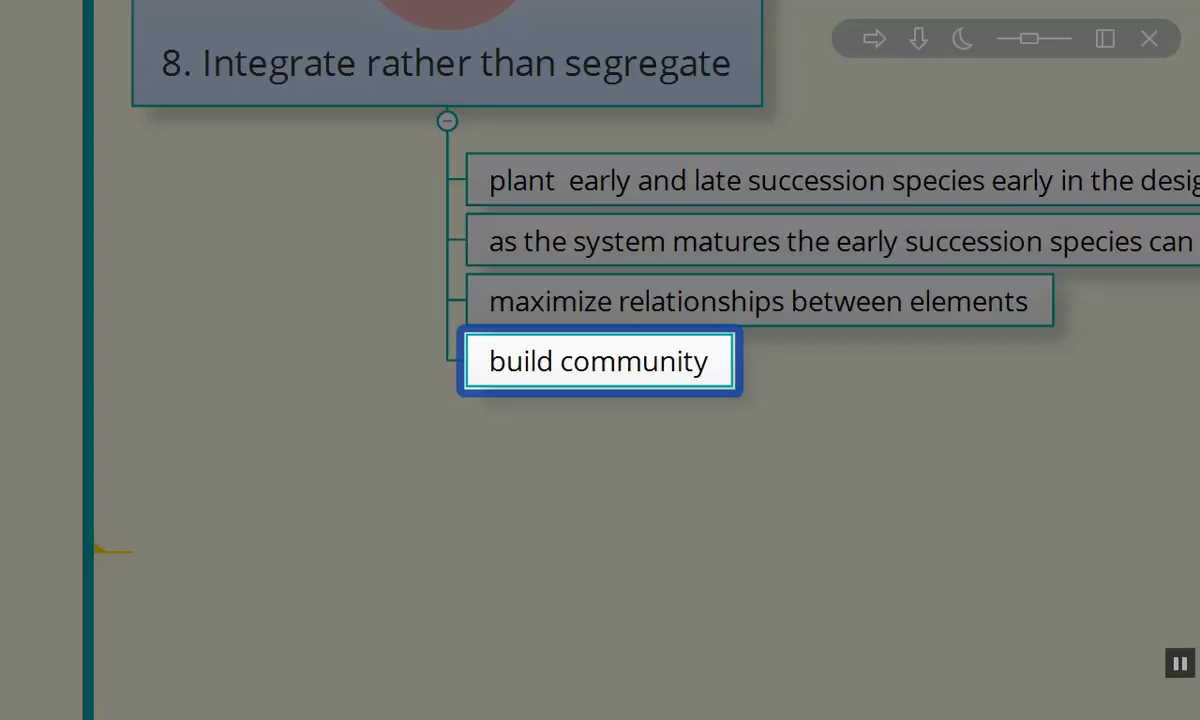 8. Integrate rather than segregate
plant  early and late succession species early in the
as the system matures the early succession species can
maximize relationships between elements
build community